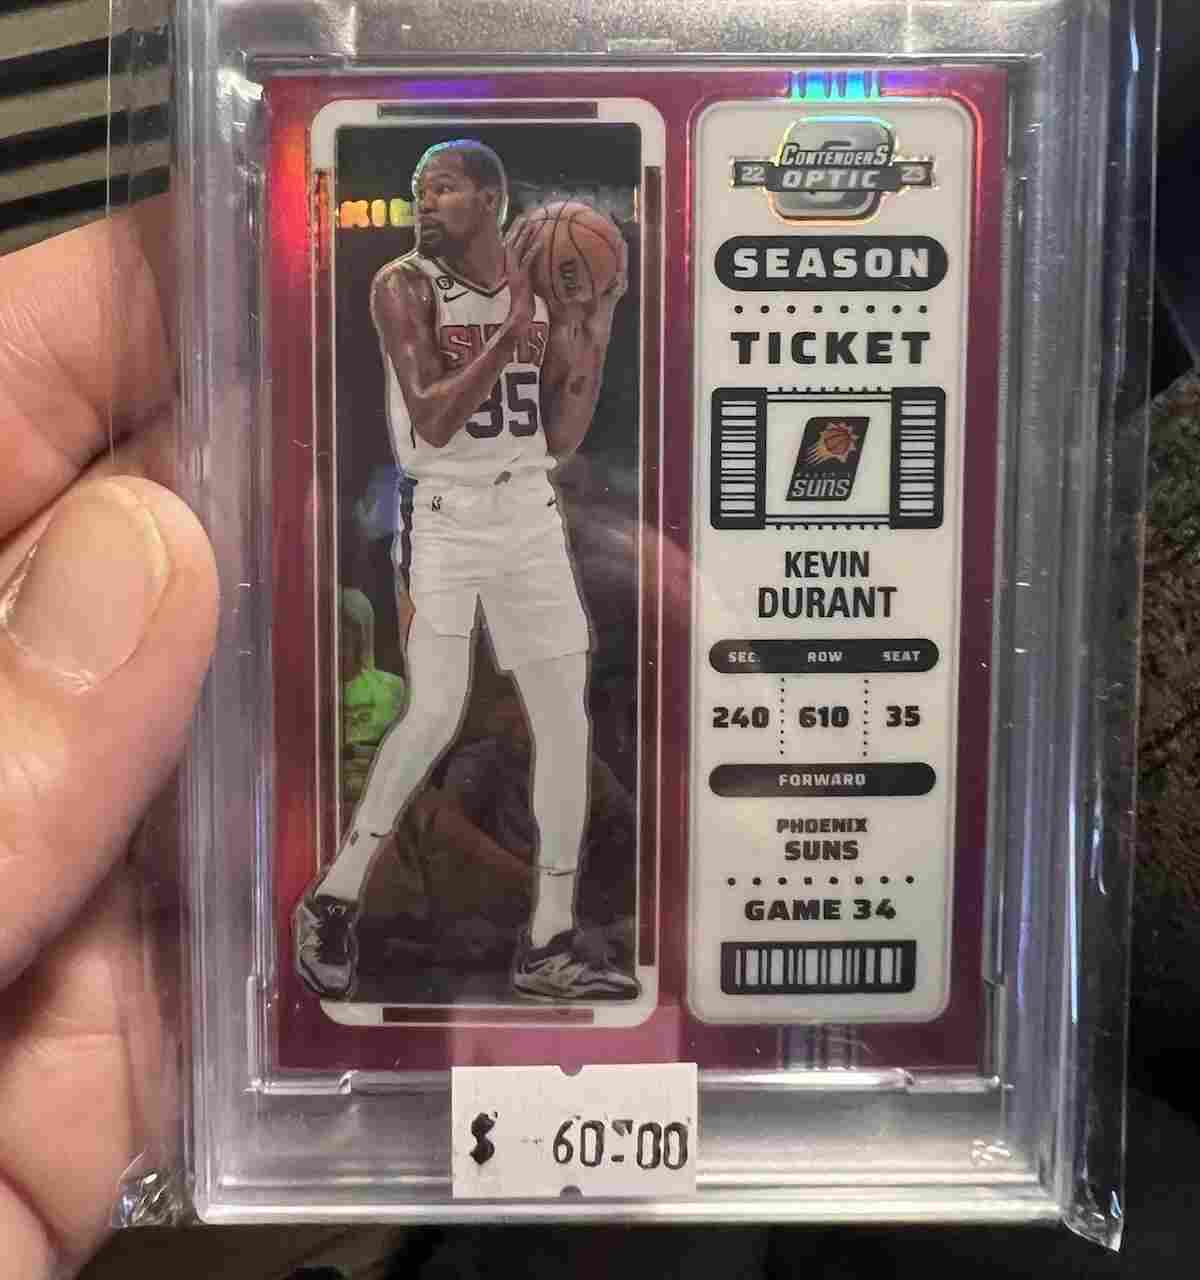 CONTENDERS
22 OPTIC 23
SEASON
TICKET
SUNS
KEVIN
DURANT
SEC. ROW SEAT
240 610 35
FORWARD
PHOENIX
SUNS
GAME 34
SUNS
35
$ 60.00